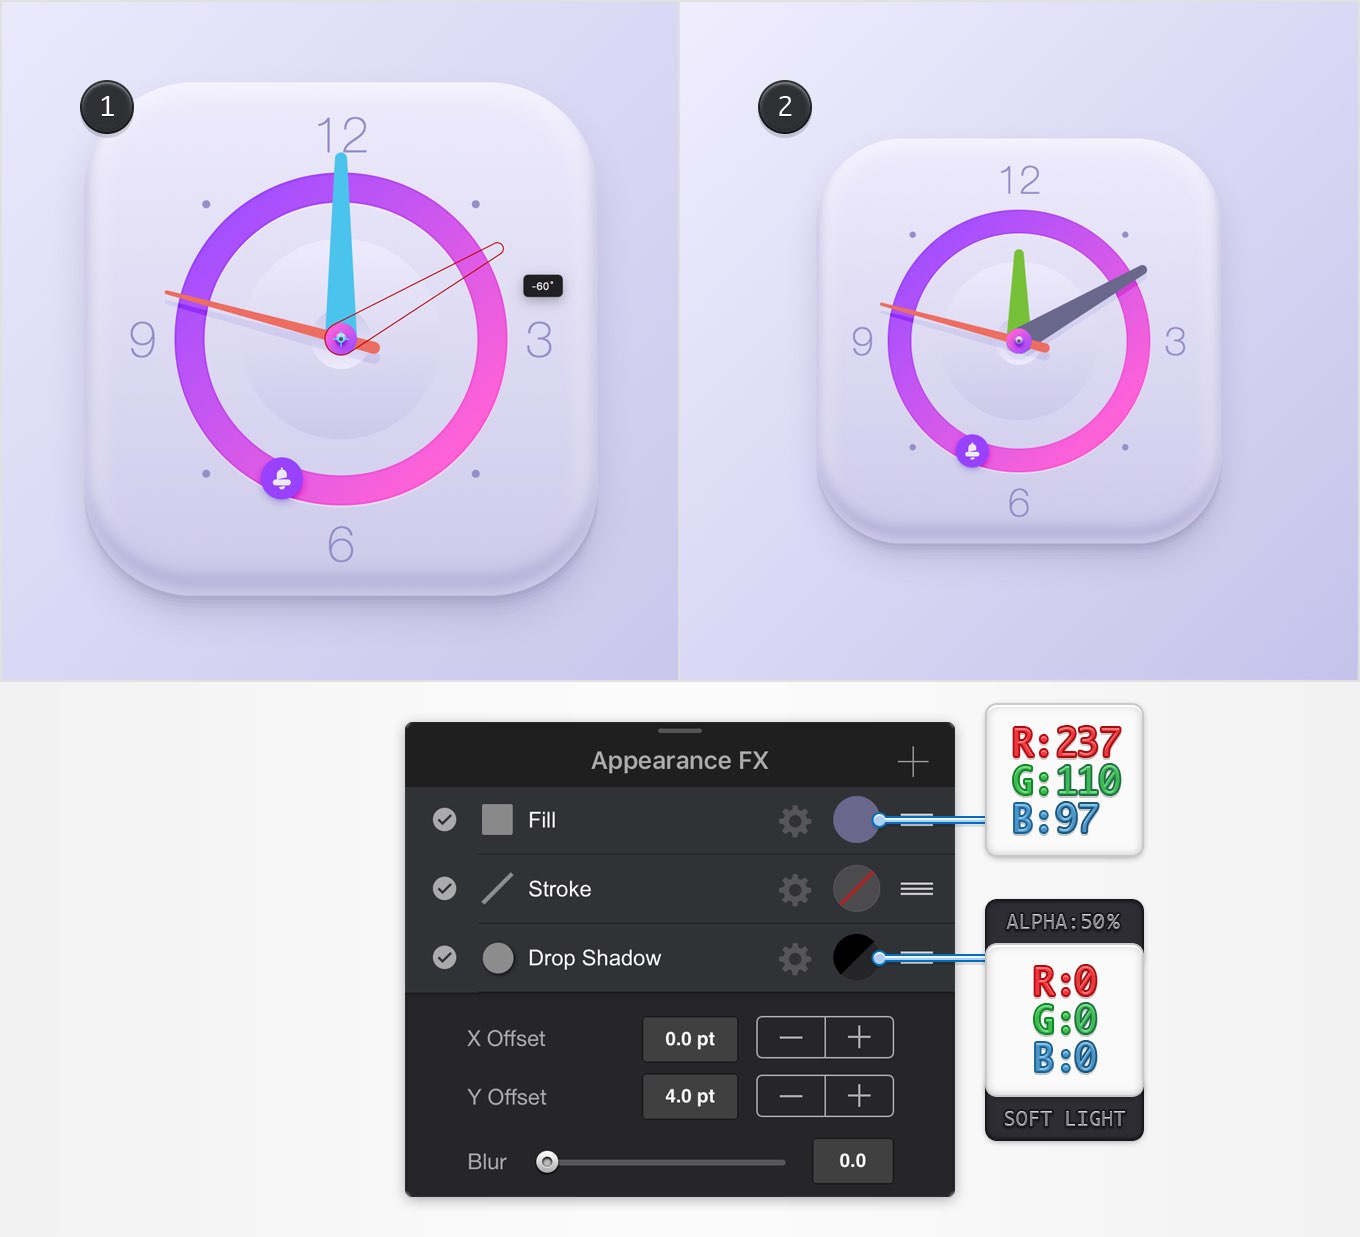 1
12
-60°
9
3
6
2
12
9
3
6
Appearance FX
Fill
R:237
G:110
B:97
Stroke
Drop Shadow
ALPHA:50%
R:0
G:0
B:0
SOFT LIGHT
X Offset 0.0 pt
Y Offset 4.0 pt
Blur 0.0